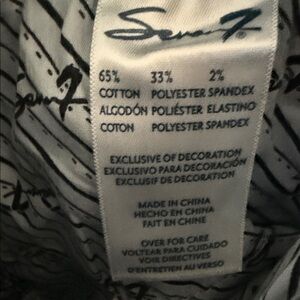 Seven7®
65% 33% 2%
COTTON POLYESTER SPANDEX
ALGODÓN POLIÉSTER ELASTINO
COTON POLYESTER SPANDEX
EXCLUSIVE OF DECORATION
EXCLUSIVO PARA DECORACIÓN
EXCLUSIF DE DECORATION
MADE IN CHINA
HECHO EN CHINA
FAIT EN CHINE
OVER FOR CARE
VOLTEAR PARA CUIDADO
VOIR DIRECTIVES
D'ENTRETIEN AU VERSO